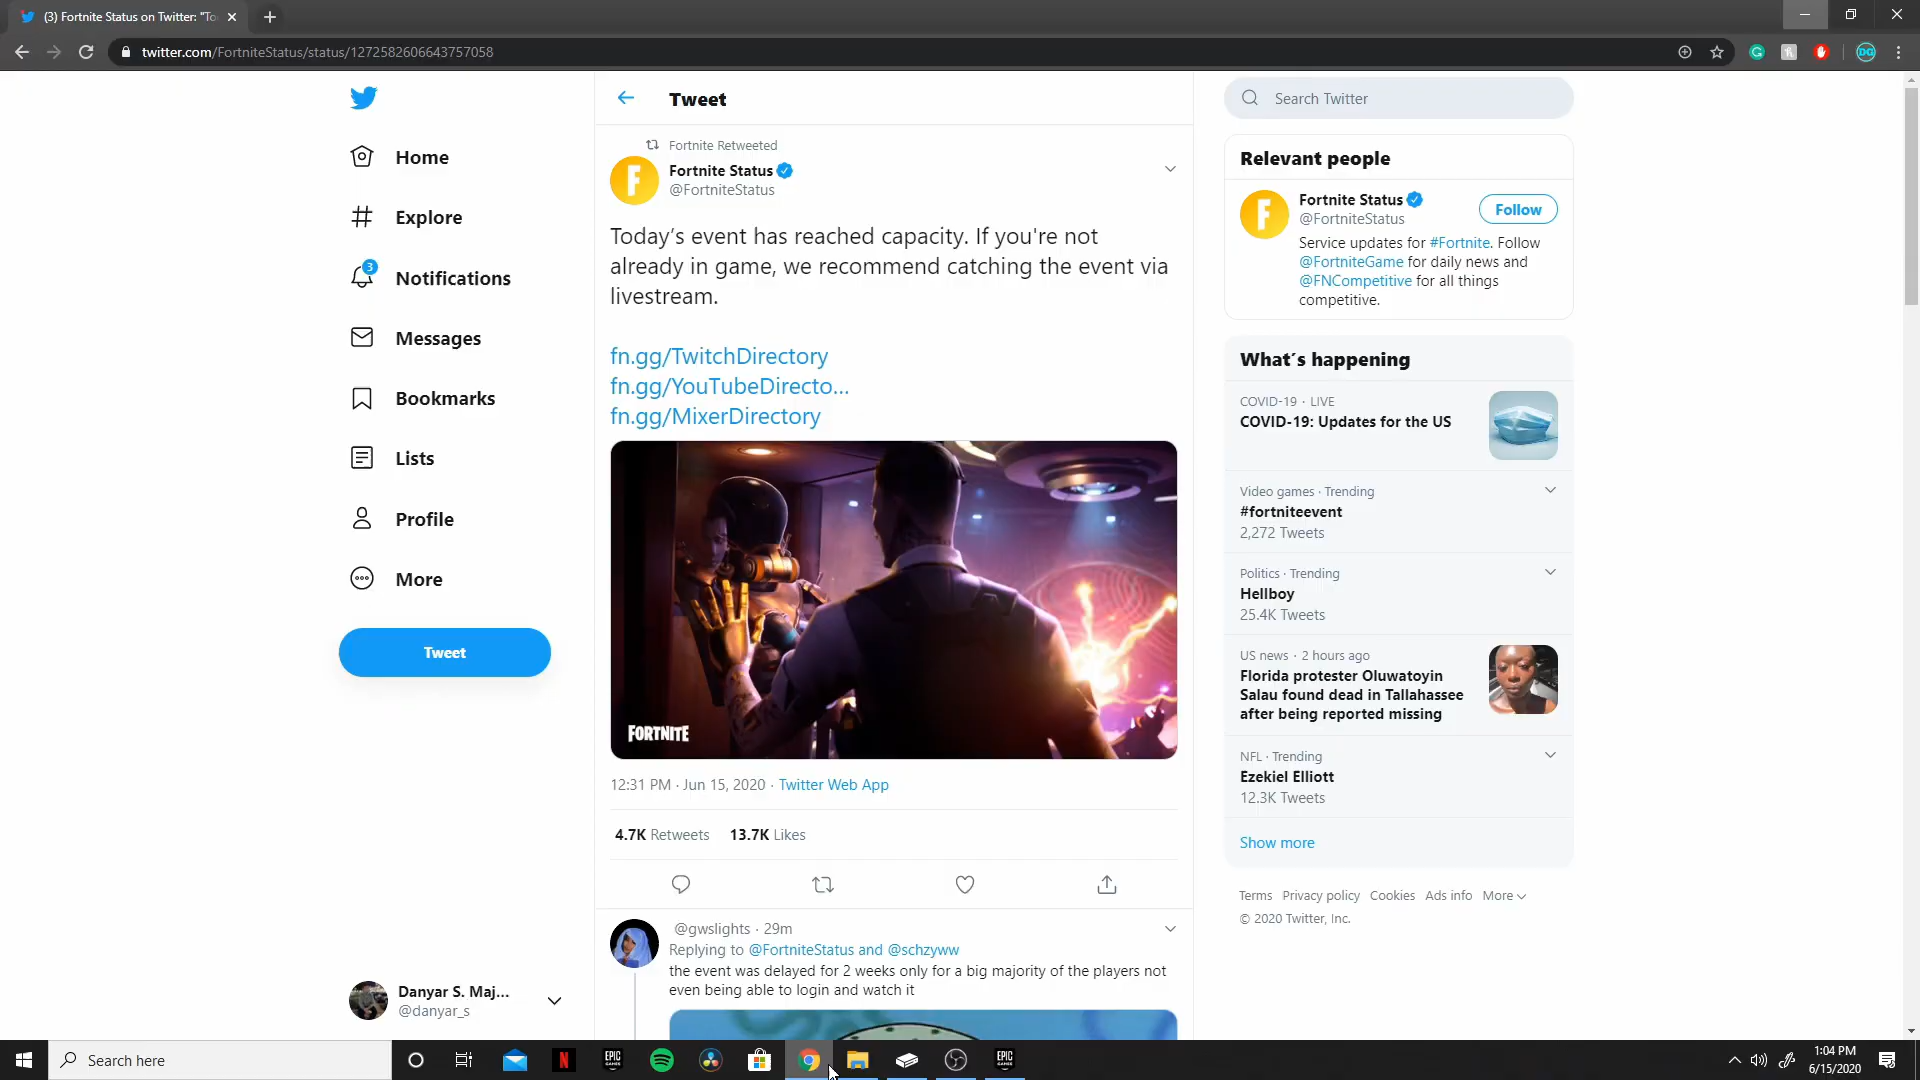 (3) Fortnite Status on Twitter: "To
twitter.com/FortniteStatus/status/1272582606643757058
DG
Tweet
Search Twitter
Home
Explore
3
Notifications
Messages
Bookmarks
Lists
Profile
More
Tweet
Danyar S. Maj...
@danyar_s
Fortnite Retweeted
Fortnite Status
@FortniteStatus
Today's event has reached capacity. If you're not
already in game, we recommend catching the event via
livestream.
fn.gg/TwitchDirectory
fn.gg/YouTubeDirecto...
fn.gg/MixerDirectory
FORTNITE
12:31 PM · Jun 15, 2020 · Twitter Web App
4.7K Retweets 13.7K Likes
@gwslights · 29m
Replying to @FortniteStatus and @schzyww
the event was delayed for 2 weeks only for a big majority of the players not
even being able to login and watch it
Relevant people
Fortnite Status
@FortniteStatus
Follow
Service updates for #Fortnite. Follow
@FortniteGame for daily news and
@FNCompetitive for all things
competitive.
What's happening
COVID-19 · LIVE
COVID-19: Updates for the US
Video games · Trending
#fortniteevent
2,272 Tweets
Politics · Trending
Hellboy
25.4K Tweets
US news · 2 hours ago
Florida protester Oluwatoyin
Salau found dead in Tallahassee
after being reported missing
NFL · Trending
Ezekiel Elliott
12.3K Tweets
Show more
Terms Privacy policy Cookies Ads info More
© 2020 Twitter, Inc.
Search here
EPIC GAMES
EPIC GAMES
1:04 PM
6/15/2020